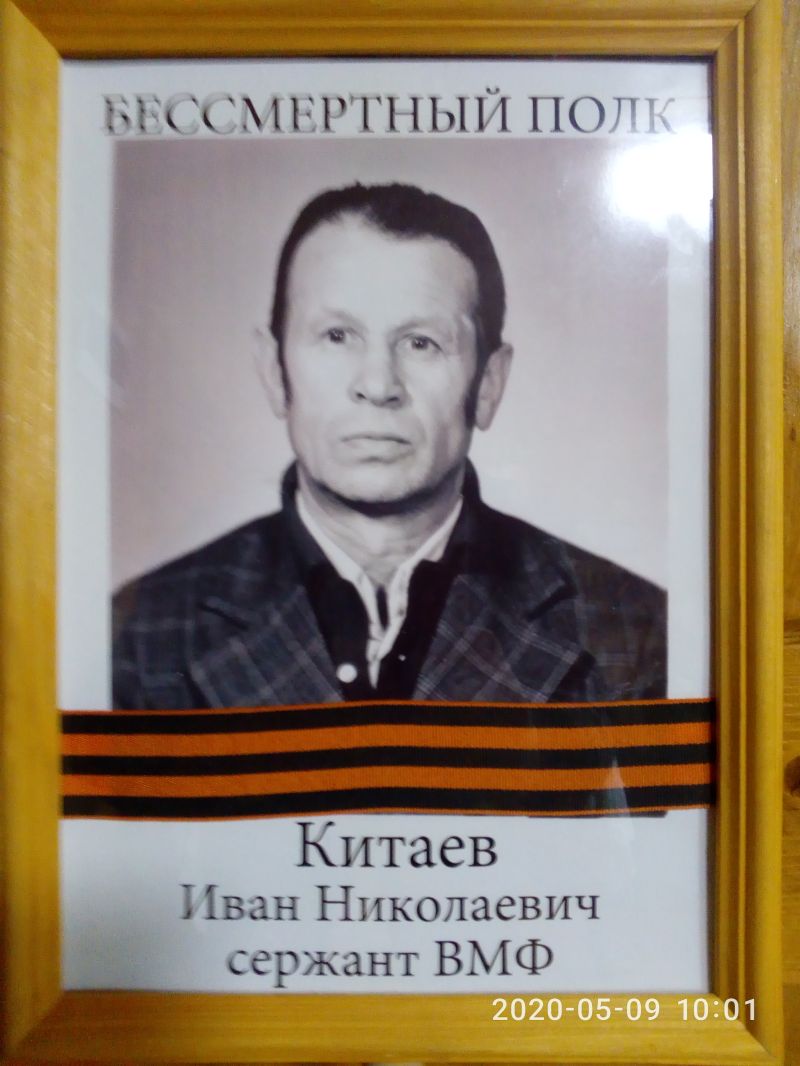 БЕССМЕРТНЫЙ ПОЛК
Китаев
Иван Николаевич
сержант ВМФ
2020-05-09 10:01